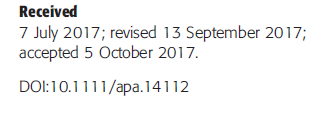 Received
7 July 2017; revised 13 September 2017;
accepted 5 October 2017.
DOI:10.1111/apa.14112